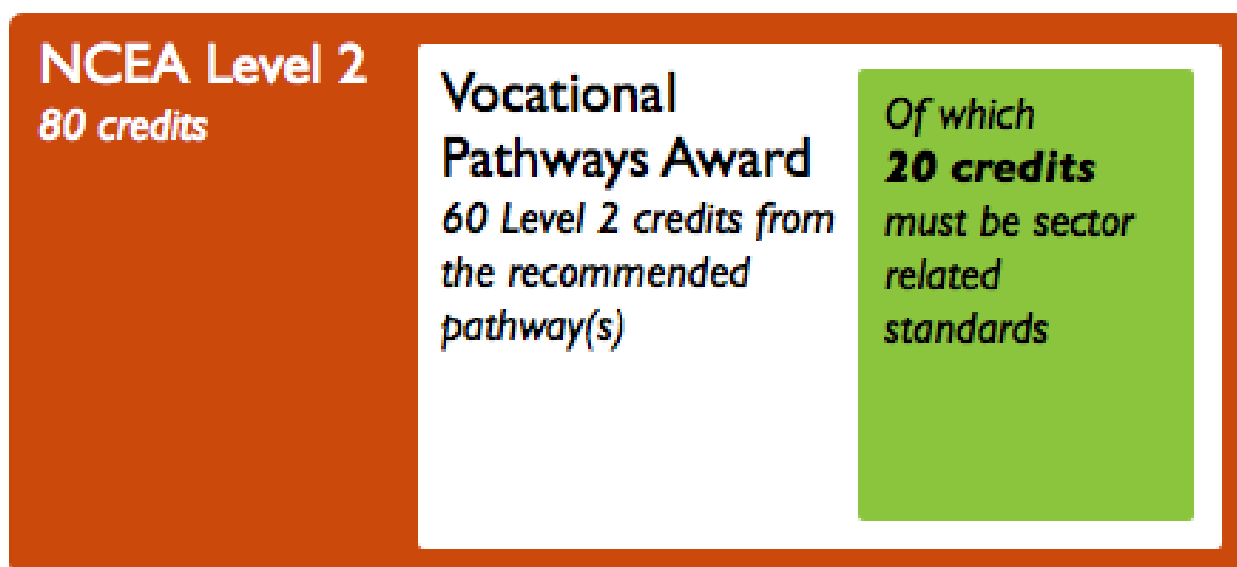 NCEA Level 2
80 credits
Vocational
Pathways Award
60 Level 2 credits from
the recommended
pathway(s)
Of which
20 credits
must be sector
related
standards